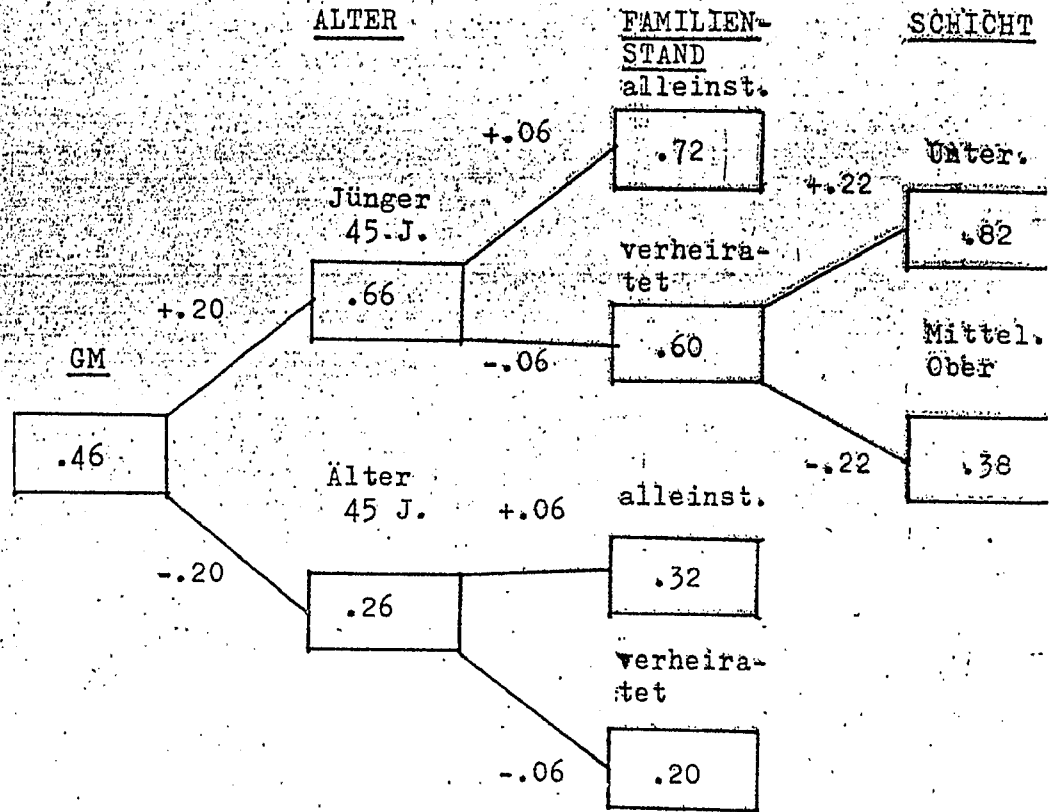 ALTER
FAMILIEN-
STAND
SCHICHT
alleinst.
+.06
.72
Unter.
+.22
Jünger
45 J.
verheira-
tet
.82
.66
+.20
.60
Mittel.
Ober
-.06
GM
.46
-.22
.38
Älter
45 J.
+.06
alleinst.
-.20
.32
.26
verheira-
tet
-.06
.20